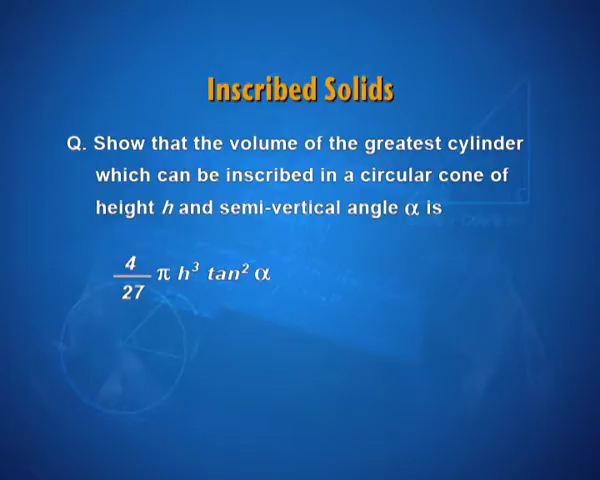 Inscribed Solids
Q. Show that the volume of the greatest cylinder
which can be inscribed in a circular cone of
height h and semi-vertical angle α is
4/27 π h³ tan² α